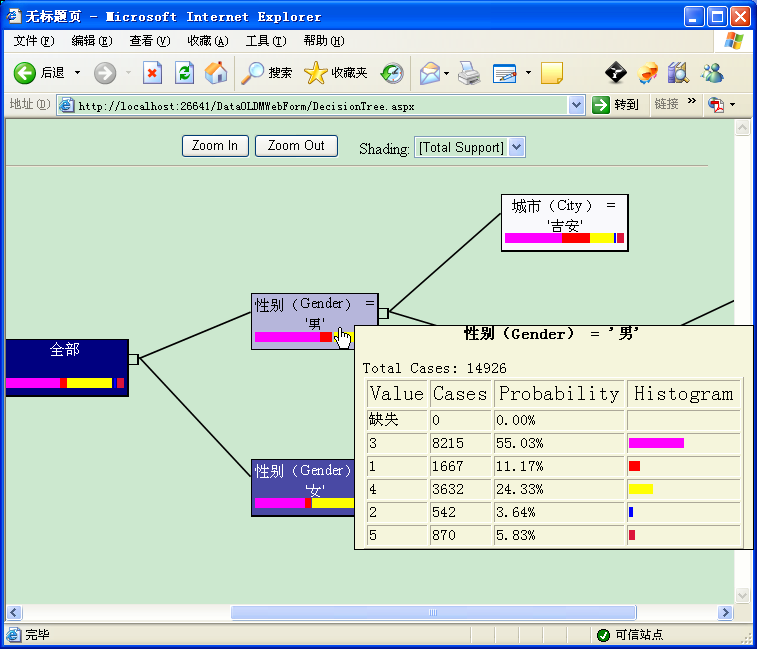 无标题页 - Microsoft Internet Explorer
文件(F) 编辑(E) 查看(V) 收藏(A) 工具(T) 帮助(H)
后退 搜索 收藏夹
地址(D) http://localhost:26641/DataOLDMWebForm/DecisionTree.aspx 转到 链接 »
Zoom In Zoom Out Shading: [Total Support]
城市（City） =
'吉安'
性别（Gender） =
'男'
全部
性别（Gender）
'女'
性别（Gender） = '男'
Total Cases: 14926
Value Cases Probability Histogram
缺失 0 0.00%
3 8215 55.03%
1 1667 11.17%
4 3632 24.33%
2 542 3.64%
5 870 5.83%
完毕 可信站点